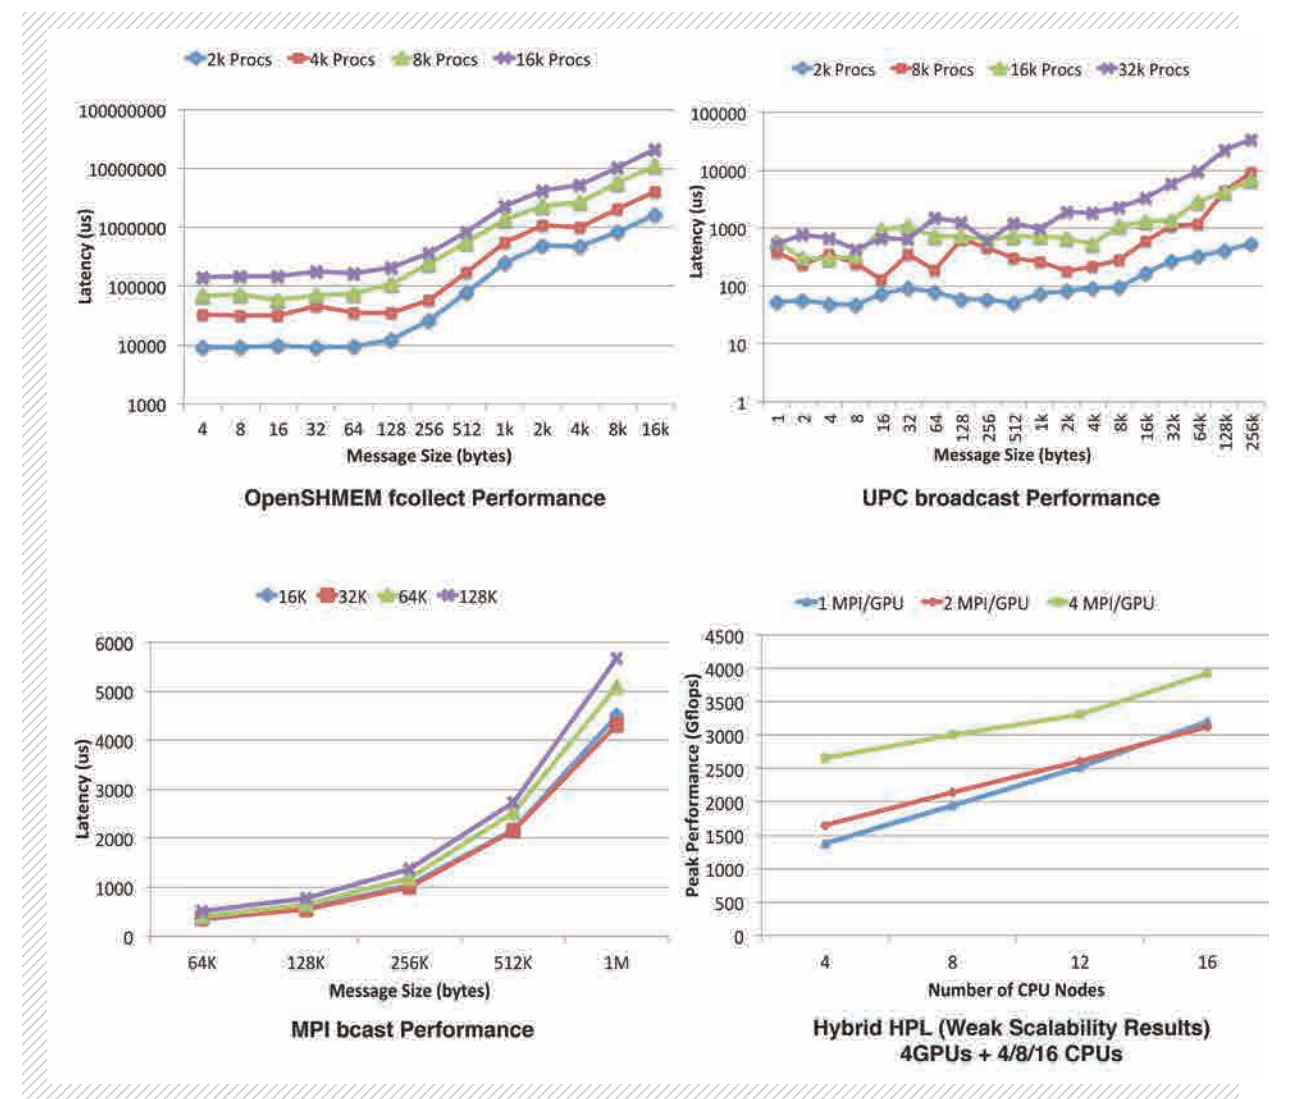 2k Procs 4k Procs 8k Procs 16k Procs
100000000
10000000
1000000
100000
10000
1000
Latency (us)
4 8 16 32 64 128 256 512 1k 2k 4k 8k 16k
Message Size (bytes)
OpenSHMEM fcollect Performance
2k Procs 8k Procs 16k Procs 32k Procs
100000
10000
1000
100
10
1
Latency (us)
1 2 4 8 16 32 64 128 256 512 1k 2k 4k 8k 16k 32k 64k 128k 256k
Message Size (bytes)
UPC broadcast Performance
16K 32K 64K 128K
6000
5000
4000
3000
2000
1000
0
Latency (us)
64K 128K 256K 512K 1M
Message Size (bytes)
MPI bcast Performance
1 MPI/GPU 2 MPI/GPU 4 MPI/GPU
4500
4000
3500
3000
2500
2000
1500
1000
500
0
Peak Performance (Gflops)
4 8 12 16
Number of CPU Nodes
Hybrid HPL (Weak Scalability Results)
4GPUs + 4/8/16 CPUs